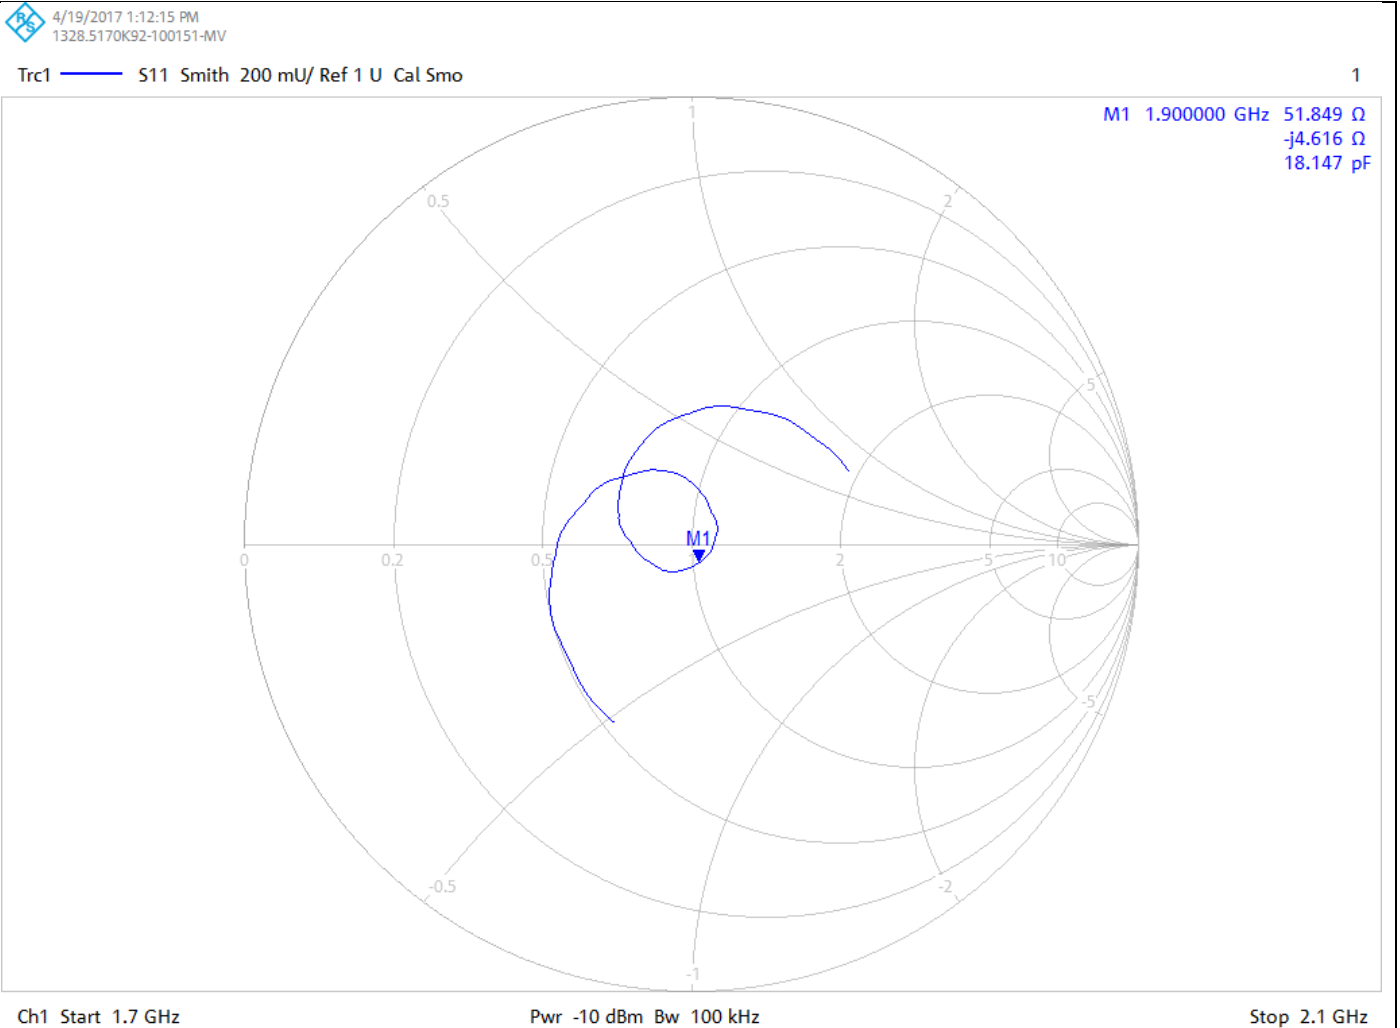 R S
4/19/2017 1:12:15 PM
1328.5170K92-100151-MV
Trc1 S11 Smith 200 mU/ Ref 1 U Cal Smo 1
M1 1.900000 GHz 51.849 Ω
-j4.616 Ω
18.147 pF
1
0.5 2
5
M1
0 0.2 0.5 1 2 5 10
-5
-0.5 -2
-1
Ch1 Start 1.7 GHz Pwr -10 dBm Bw 100 kHz Stop 2.1 GHz